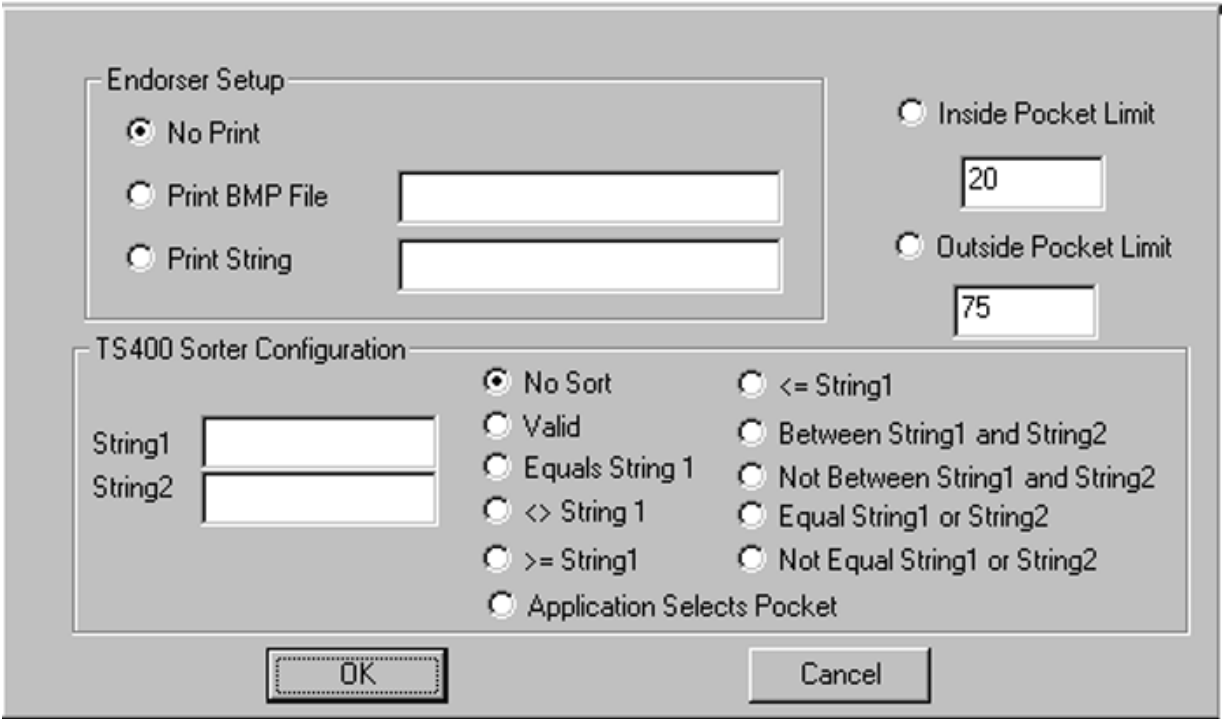 Endorser Setup
No Print
Print BMP File
Print String
Inside Pocket Limit
20
Outside Pocket Limit
75
TS400 Sorter Configuration
String1
String2
No Sort
Valid
Equals String 1
<> String 1
>= String1
Application Selects Pocket
<= String1
Between String1 and String2
Not Between String1 and String2
Equal String1 or String2
Not Equal String1 or String2
OK
Cancel